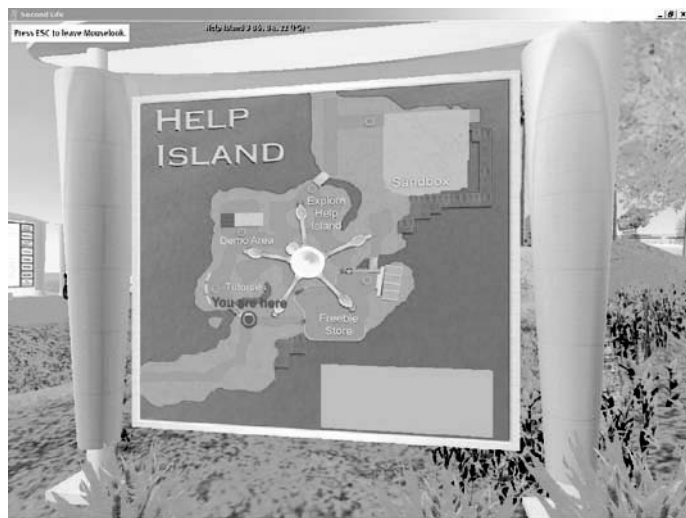 Second Life
Press ESC to leave Mouselook.
HELP
ISLAND
Sandbox
Explore
Help
Island
Demo Area
Tutorial
You are here
Freebie
Store